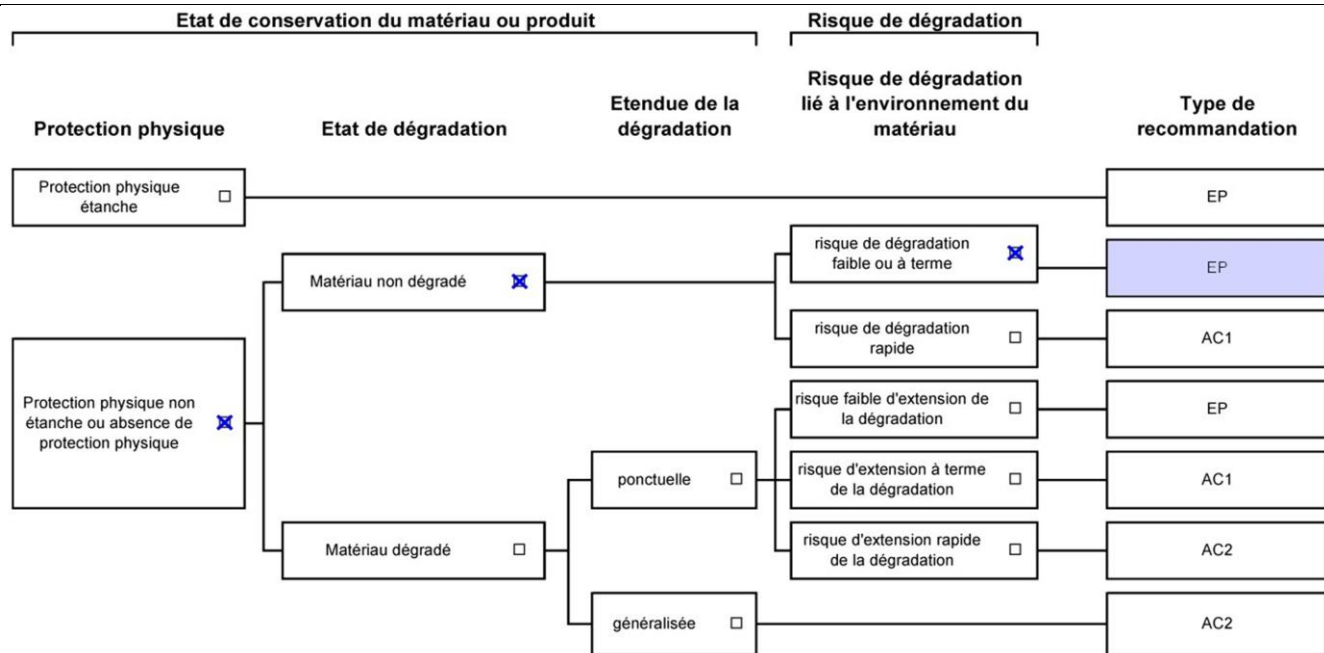 Etat de conservation du matériau ou produit
Risque de dégradation
Protection physique
Etat de dégradation
Etendue de la
dégradation
Risque de dégradation
lié à l'environnement du
matériau
Type de
recommandation
Protection physique
étanche
EP
Protection physique non
étanche ou absence de
protection physique
Matériau non dégradé
risque de dégradation
faible ou à terme
EP
risque de dégradation
rapide
AC1
Matériau dégradé
ponctuelle
risque faible d'extension de
la dégradation
EP
risque d'extension à terme
de la dégradation
AC1
risque d'extension rapide
de la dégradation
AC2
généralisée
AC2